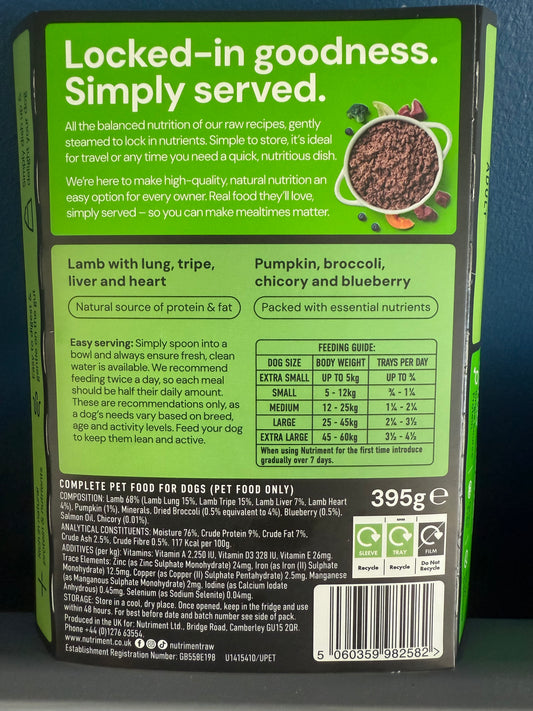 Locked-in goodness.
Simply served.
All the balanced nutrition of our raw recipes, gently
steamed to lock in nutrients. Simple to store, it's ideal
for travel or any time you need a quick, nutritious dish.
We're here to make high-quality, natural nutrition an
easy option for every owner. Real food they'll love,
simply served – so you can make mealtimes matter.
Lamb with lung, tripe,
liver and heart
Natural source of protein & fat
Pumpkin, broccoli,
chicory and blueberry
Packed with essential nutrients
Easy serving: Simply spoon into a
bowl and always ensure fresh, clean
water is available. We recommend
feeding twice a day, so each meal
should be half their daily amount.
These are recommendations only, as
a dog's needs vary based on breed,
age and activity levels. Feed your dog
to keep them lean and active.
FEEDING GUIDE:
DOG SIZE BODY WEIGHT TRAYS PER DAY
EXTRA SMALL UP TO 5kg UP TO ¾
SMALL 5 - 12kg ¾ - 1¼
MEDIUM 12 - 25kg 1¼ - 2¼
LARGE 25 - 45kg 2¼ - 3½
EXTRA LARGE 45 - 60kg 3½ - 4½
When using Nutriment for the first time introduce
gradually over 7 days.
COMPLETE PET FOOD FOR DOGS (PET FOOD ONLY)
COMPOSITION: Lamb 68% (Lamb Lung 15%, Lamb Tripe 15%, Lamb Liver 7%, Lamb Heart
4%), Pumpkin (1%), Minerals, Dried Broccoli (0.5% equivalent to 4%), Blueberry (0.5%),
Salmon Oil, Chicory (0.01%).
ANALYTICAL CONSTITUENTS: Moisture 76%, Crude Protein 9%, Crude Fat 7%,
Crude Ash 2.5%, Crude Fibre 0.5%. 117 Kcal per 100g.
ADDITIVES (per kg): Vitamins: Vitamin A 2,250 IU, Vitamin D3 328 IU, Vitamin E 26mg.
Trace Elements: Zinc (as Zinc Sulphate Monohydrate) 24mg, Iron (as Iron (II) Sulphate
Monohydrate) 12.5mg, Copper (as Copper (II) Sulphate Pentahydrate) 2.5mg, Manganese
(as Manganous Sulphate Monohydrate) 2mg, Iodine (as Calcium Iodate
Anhydrous) 0.45mg, Selenium (as Sodium Selenite) 0.04mg.
STORAGE: Store in a cool, dry place. Once opened, keep in the fridge and use
within 48 hours. For best before date and batch number see side of pack.
Produced in the UK for: Nutriment Ltd., Bridge Road, Camberley GU15 2QR.
Phone +44 (0)1276 63554.
www.nutriment.co.uk nutrimentraw
Establishment Registration Number: GB558E198 U1415410/UPET
395g e
SLEEVE
Recycle
TRAY
Recycle
FILM
Do Not
Recycle
5 060359 982582 >